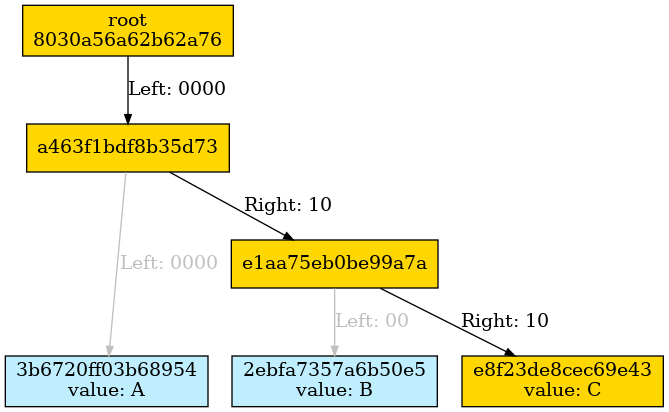 root
8030a56a62b62a76
Left: 0000
a463f1bdf8b35d73
Right: 10
Left: 0000
e1aa75eb0be99a7a
Left: 00
Right: 10
3b6720ff03b68954
value: A
2ebfa7357a6b50e5
value: B
e8f23de8cec69e43
value: C